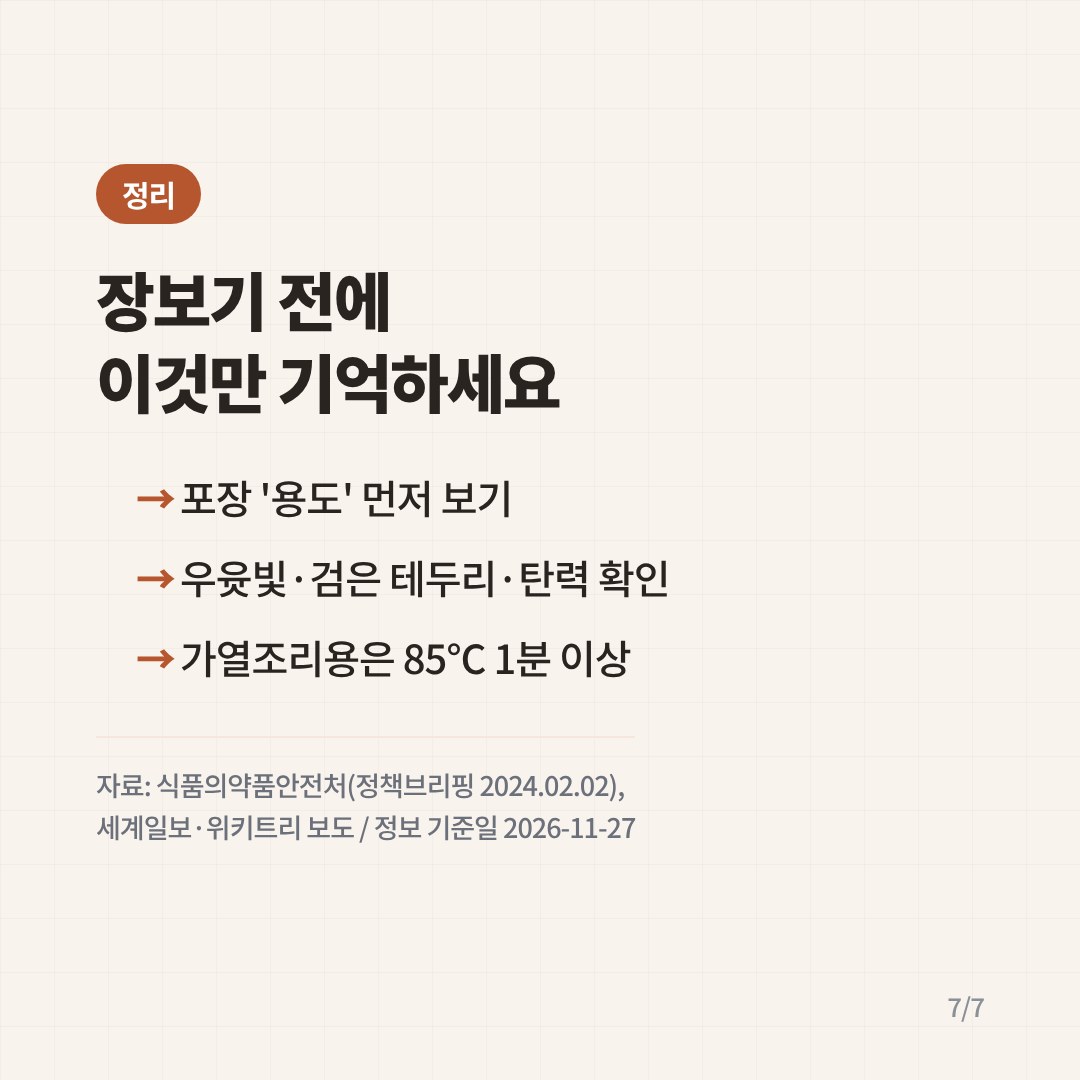 정리
장보기 전에
이것만 기억하세요
→ 포장 '용도' 먼저 보기
→ 우윳빛·검은 테두리·탄력 확인
→ 가열조리용은 85℃ 1분 이상
자료: 식품의약품안전처(정책브리핑 2024.02.02),
세계일보·위키트리 보도 / 정보 기준일 2026-11-27
7/7